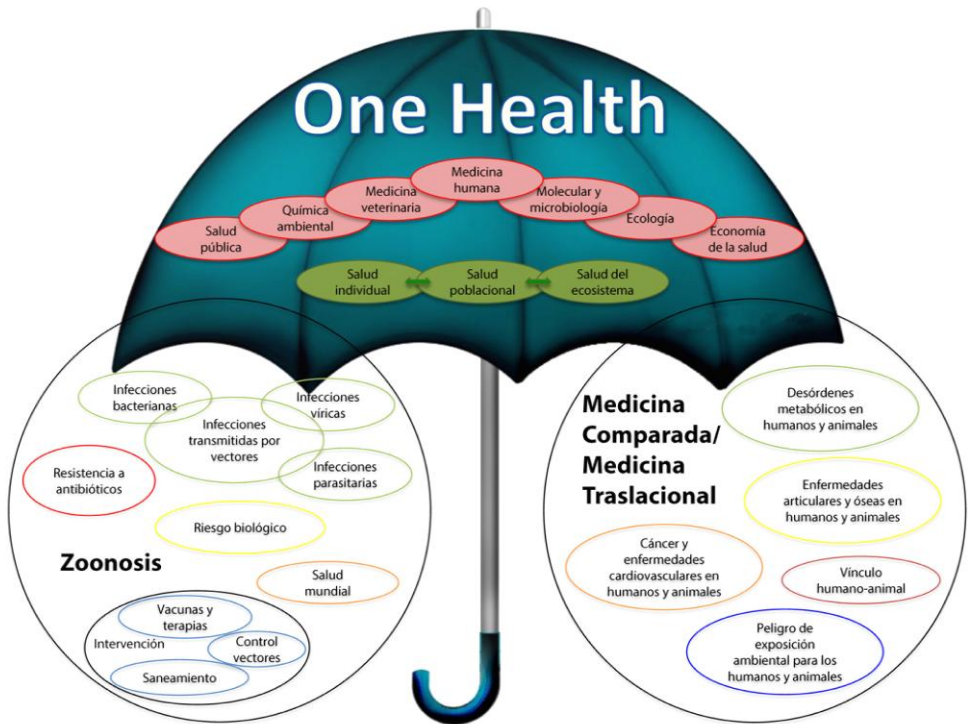 One Health
Medicina
humana
Medicina
veterinaria
Molecular y
microbiología
Química
ambiental
Ecología
Salud
pública
Economía
de la salud
Salud
individual
Salud
poblacional
Salud del
ecosistema
Infecciones
bacterianas
Infecciones
víricas
Infecciones
transmitidas por
vectores
Infecciones
parasitarias
Resistencia a
antibióticos
Riesgo biológico
Zoonosis
Salud
mundial
Vacunas y
terapias
Intervención
Control
vectores
Saneamiento
Medicina
Comparada/
Medicina
Traslacional
Desórdenes
metabólicos en
humanos y animales
Enfermedades
articulares y óseas en
humanos y animales
Cáncer y
enfermedades
cardiovasculares en
humanos y animales
Vínculo
humano-animal
Peligro de
exposición
ambiental para los
humanos y animales